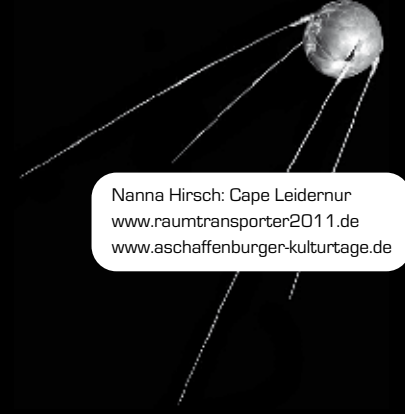 Nanna Hirsch: Cape Leidernur
www.raumtransporter2011.de
www.aschaffenburger-kulturtage.de